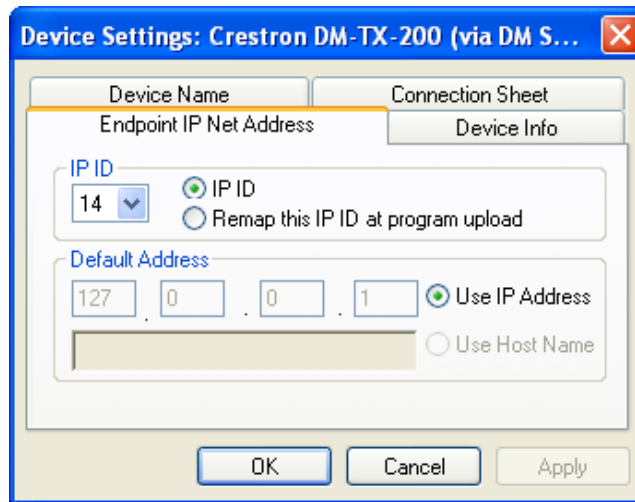 Device Settings: Crestron DM-TX-200 (via DM S...
Device Name
Connection Sheet
Endpoint IP Net Address
Device Info
IP ID
14
IP ID
Remap this IP ID at program upload
Default Address
127 . 0 . 0 . 1
Use IP Address
Use Host Name
OK
Cancel
Apply